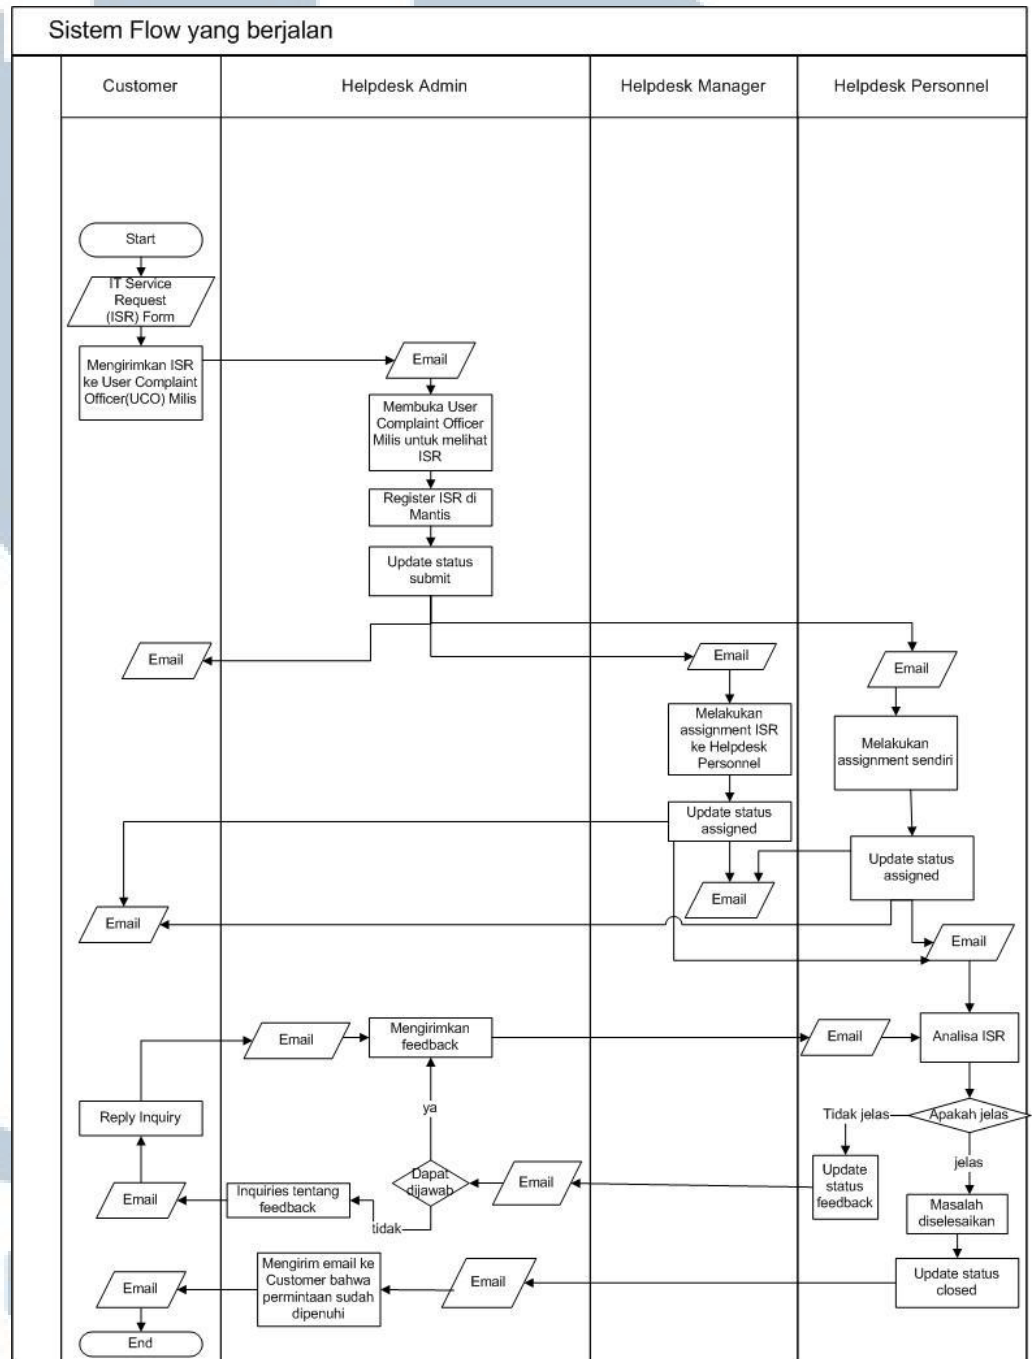 Sistem Flow yang berjalan
Customer
Helpdesk Admin
Helpdesk Manager
Helpdesk Personnel
Start
IT Service
Request
(ISR) Form
Mengirimkan ISR
ke User Complaint
Officer(UCO) Milis
Email
Membuka User
Complaint Officer
Milis untuk melihat
ISR
Register ISR di
Mantis
Update status
submit
Email
Email
Email
Melakukan
assignment ISR
ke Helpdesk
Personnel
Melakukan
assignment sendiri
Update status
assigned
Update status
assigned
Email
Email
Email
Email
Mengirimkan
feedback
Email
Analisa ISR
Reply Inquiry
ya
Tidak jelas
Apakah jelas
jelas
Email
Inquiries tentang
feedback
tidak
Dapat
dijawab
Email
Update
status
feedback
Masalah
diselesaikan
Email
Mengirim email ke
Customer bahwa
permintaan sudah
dipenuhi
Email
Update status
closed
End